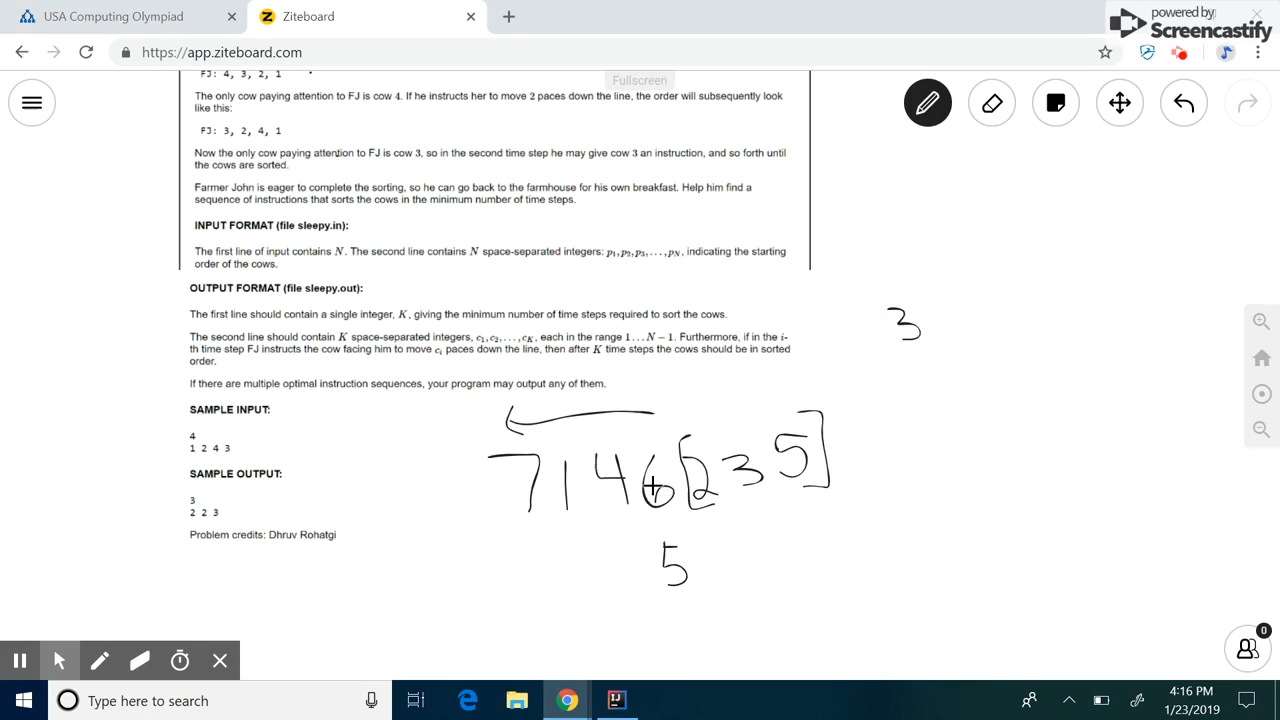 powered by
Screencastify
USA Computing Olympiad
Ziteboard
https://app.ziteboard.com
Fullscreen
FJ: 4, 3, 2, 1
The only cow paying attention to FJ is cow 4. If he instructs her to move 2 paces down the line, the order will subsequently look
like this:
FJ: 3, 2, 4, 1
Now the only cow paying attention to FJ is cow 3, so in the second time step he may give cow 3 an instruction, and so forth until
the cows are sorted.
Farmer John is eager to complete the sorting, so he can go back to the farmhouse for his own breakfast. Help him find a
sequence of instructions that sorts the cows in the minimum number of time steps.
INPUT FORMAT (file sleepy.in):
The first line of input contains N. The second line contains N space-separated integers: p1,p2,p3,…,pN, indicating the starting
order of the cows.
OUTPUT FORMAT (file sleepy.out):
The first line should contain a single integer, K, giving the minimum number of time steps required to sort the cows.
The second line should contain K space-separated integers, c1,c2,…,cK, each in the range 1…N−1. Furthermore, if in the i-
th time step FJ instructs the cow facing him to move ci paces down the line, then after K time steps the cows should be in sorted
order.
If there are multiple optimal instruction sequences, your program may output any of them.
SAMPLE INPUT:
4
1 2 4 3
SAMPLE OUTPUT:
3
2 2 3
Problem credits: Dhruv Rohatgi
3
7 1 4 6 [2 3 5]
5
0
Type here to search
4:16 PM
1/23/2019